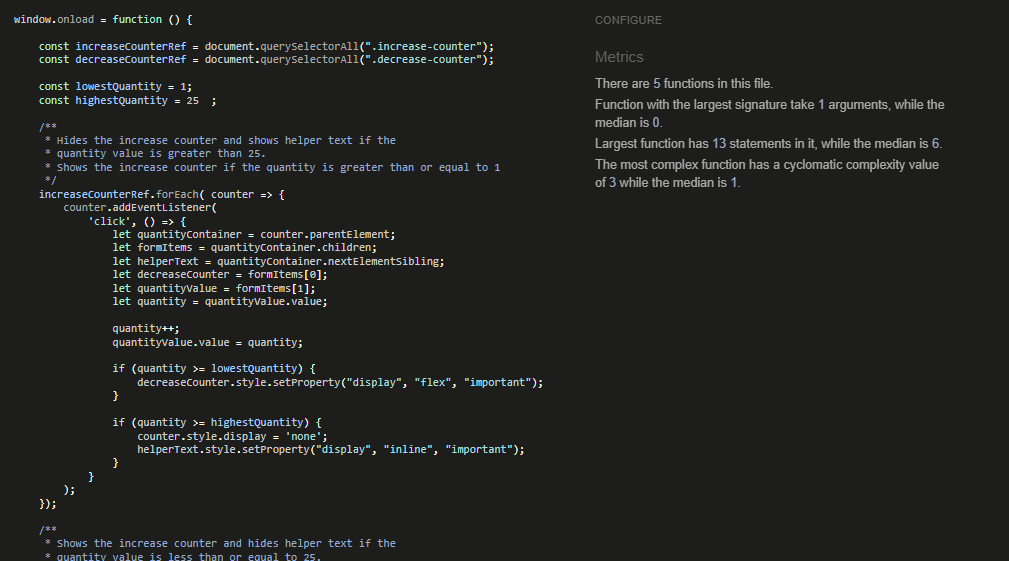 window.onload = function () {
const increaseCounterRef = document.querySelectorAll(".increase-counter");
const decreaseCounterRef = document.querySelectorAll(".decrease-counter");
const lowestQuantity = 1;
const highestQuantity = 25  ;
/**
* Hides the increase counter and shows helper text if the
* quantity value is greater than 25.
* Shows the increase counter if the quantity is greater than or equal to 1
*/
increaseCounterRef.forEach( counter => {
counter.addEventListener(
'click', () => {
let quantityContainer = counter.parentElement;
let formItems = quantityContainer.children;
let helperText = quantityContainer.nextElementSibling;
let decreaseCounter = formItems[0];
let quantityValue = formItems[1];
let quantity = quantityValue.value;
quantity++;
quantityValue.value = quantity;
if (quantity >= lowestQuantity) {
decreaseCounter.style.setProperty("display", "flex", "important");
}
if (quantity >= highestQuantity) {
counter.style.display = 'none';
helperText.style.setProperty("display", "inline", "important");
}
}
);
});
/**
* Shows the increase counter and hides helper text if the
* quantity value is less than or equal to 25.
CONFIGURE
Metrics
There are 5 functions in this file.
Function with the largest signature take 1 arguments, while the
median is 0.
Largest function has 13 statements in it, while the median is 6.
The most complex function has a cyclomatic complexity value
of 3 while the median is 1.